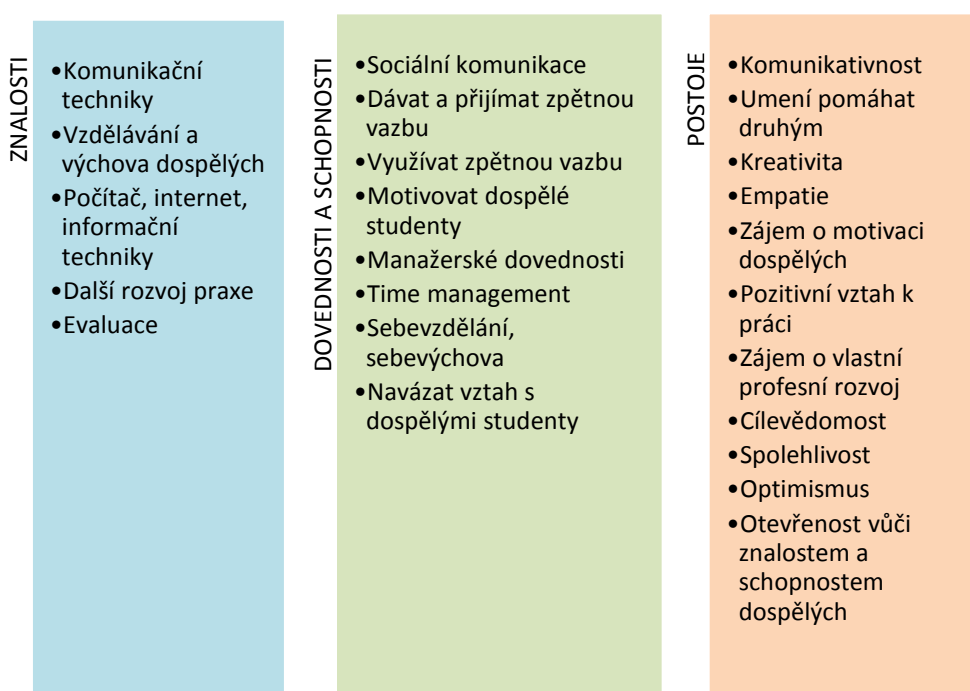 ZNALOSTI
•Komunikační
techniky
•Vzdělávání a
výchova dospělých
•Počítač, internet,
informační
techniky
•Další rozvoj praxe
•Evaluace
DOVEDNOSTI A SCHOPNOSTI
•Sociální komunikace
•Dávat a přijímat zpětnou
vazbu
•Využívat zpětnou vazbu
•Motivovat dospělé
studenty
•Manažerské dovednosti
•Time management
•Sebevzdělání,
sebevýchova
•Navázat vztah s
dospělými studenty
POSTOJE
•Komunikativnost
•Umení pomáhat
druhým
•Kreativita
•Empatie
•Zájem o motivaci
dospělých
•Pozitivní vztah k
práci
•Zájem o vlastní
profesní rozvoj
•Cílevědomost
•Spolehlivost
•Optimismus
•Otevřenost vůči
znalostem a
schopnostem
dospělých